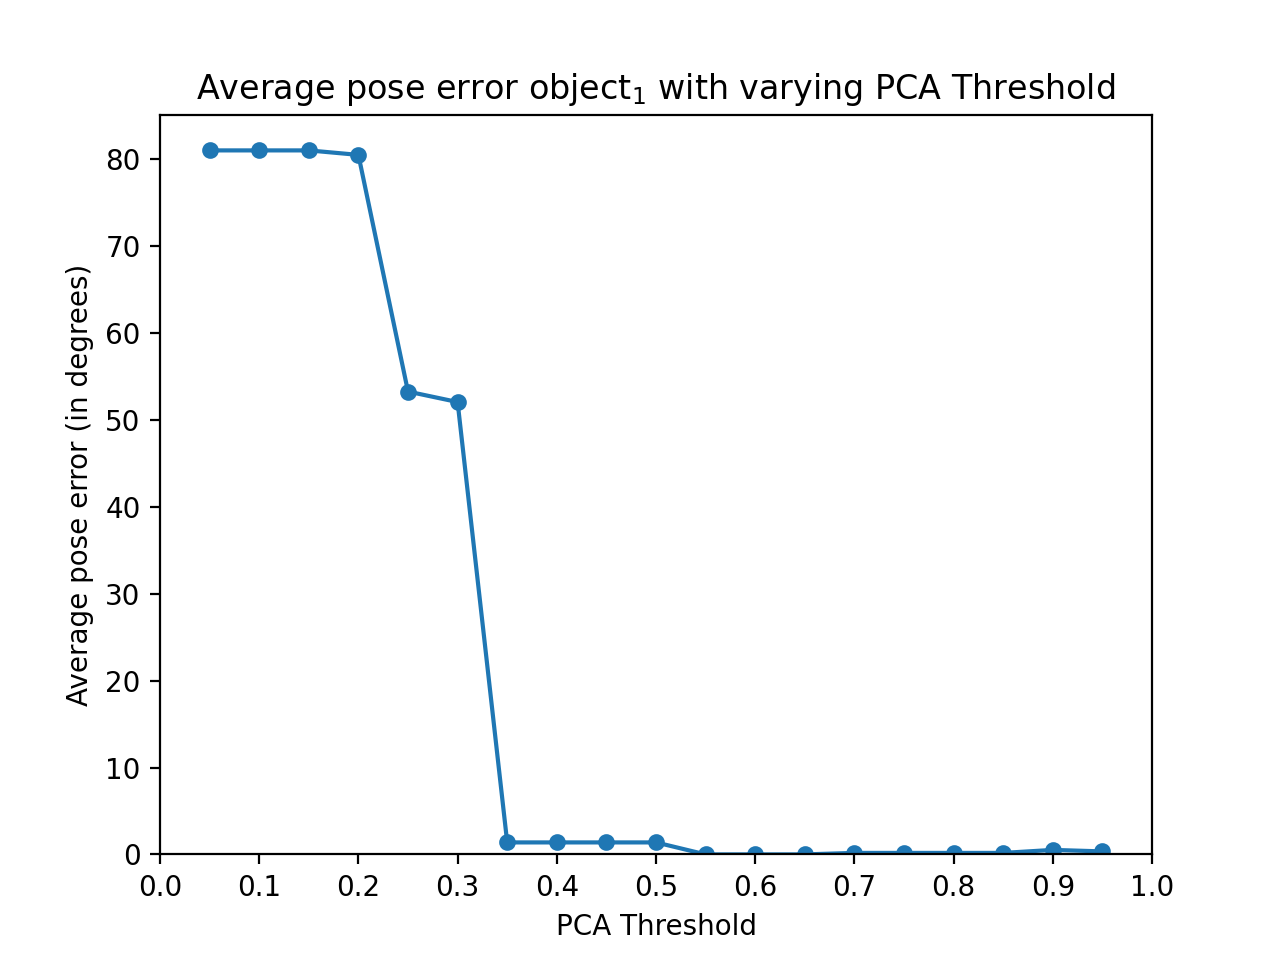 Average pose error object₁ with varying PCA Threshold
80
70
60
50
40
30
20
10
0
Average pose error (in degrees)
0.0 0.1 0.2 0.3 0.4 0.5 0.6 0.7 0.8 0.9 1.0
PCA Threshold